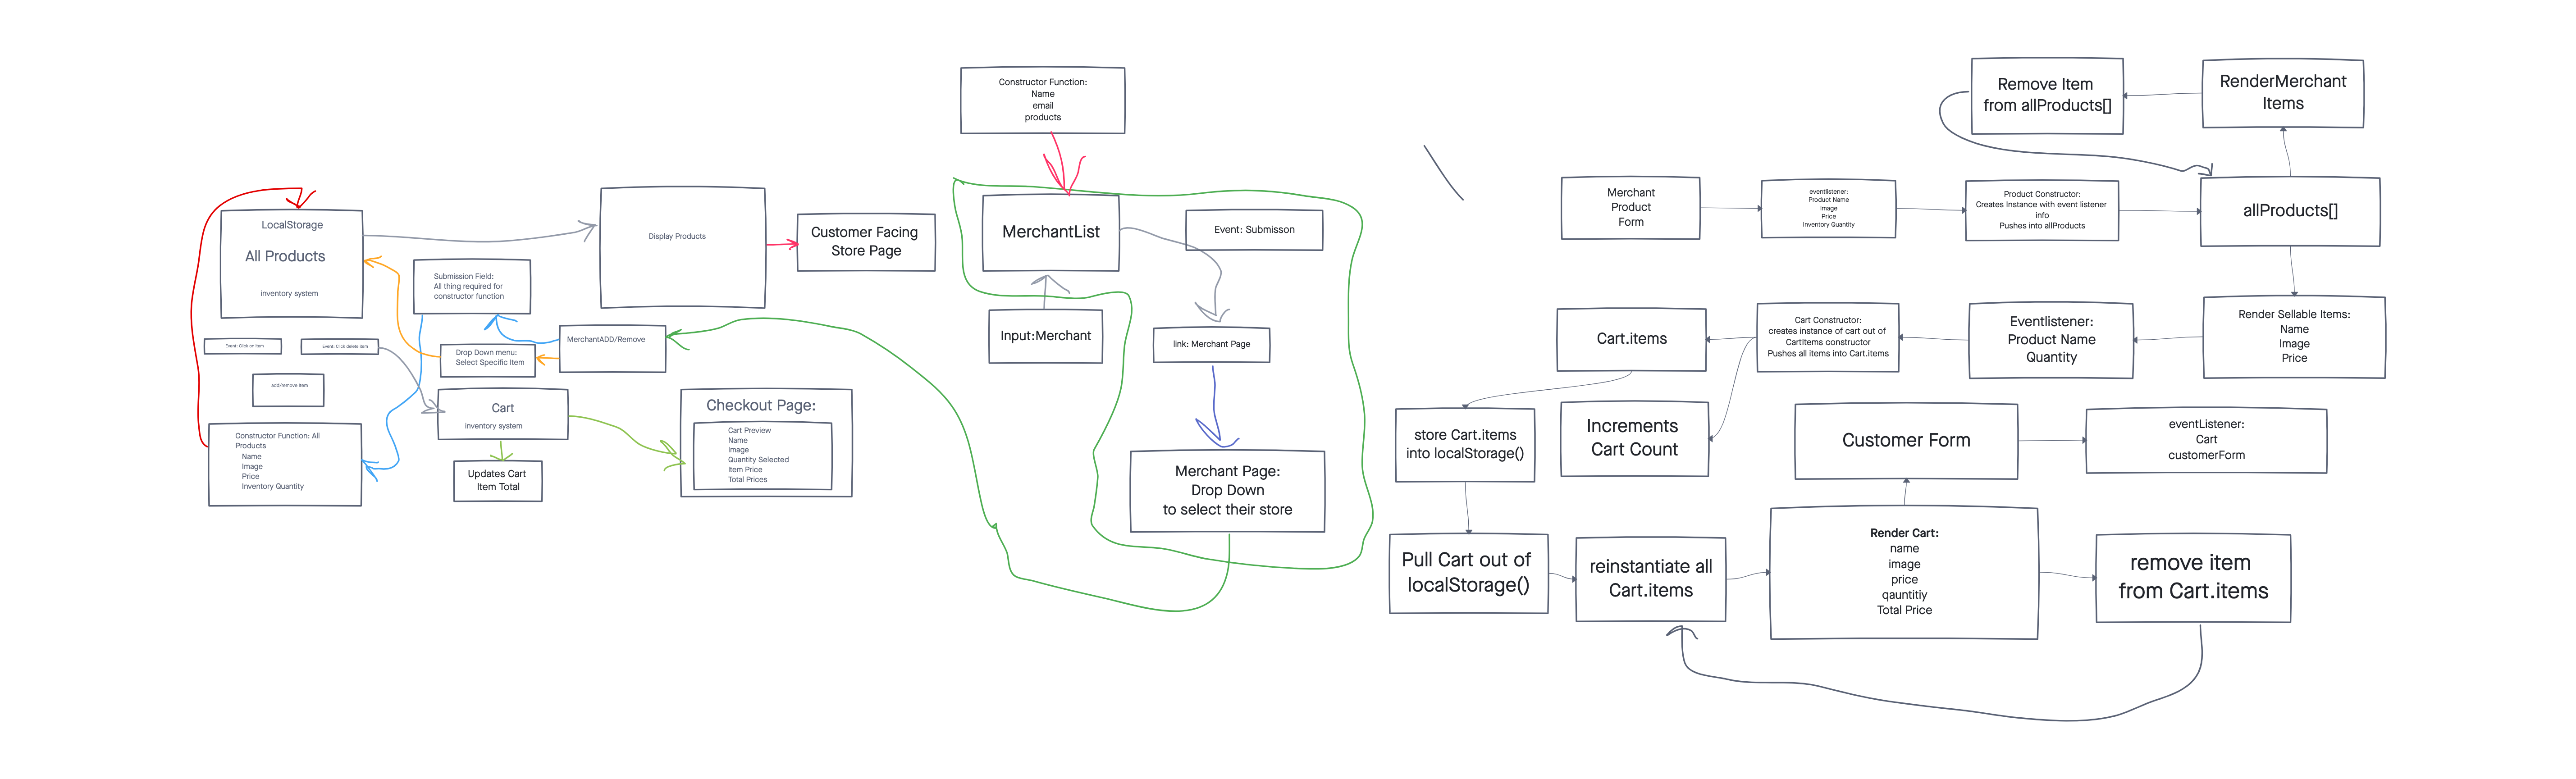 LocalStorage
All Products
inventory system
Event: Click on item
Event: Click delete item
add/remove item
Constructor Function: All
Products
Name
Image
Price
Inventory Quantity
Submission Field:
All thing required for
constructor function
Drop Down menu:
Select Specific Item
MerchantADD/Remove
Cart
inventory system
Updates Cart
Item Total
Display Products
Customer Facing
Store Page
Checkout Page:
Cart Preview
Name
Image
Quantity Selected
Item Price
Total Prices
Constructor Function:
Name
email
products
MerchantList
Event: Submisson
Input:Merchant
link: Merchant Page
Merchant Page:
Drop Down
to select their store
Merchant
Product
Form
eventlistener:
Product Name
Image
Price
Inventory Quantity
Product Constructor:
Creates Instance with event listener
info
Pushes into allProducts
allProducts[]
RenderMerchant
Items
Remove Item
from allProducts[]
Render Sellable Items:
Name
Image
Price
Eventlistener:
Product Name
Quantity
Cart Constructor:
creates instance of cart out of
CartItems constructor
Pushes all items into Cart.items
Cart.items
Increments
Cart Count
store Cart.items
into localStorage()
Pull Cart out of
localStorage()
reinstantiate all
Cart.items
Render Cart:
name
image
price
qauntitiy
Total Price
Customer Form
eventListener:
Cart
customerForm
remove item
from Cart.items